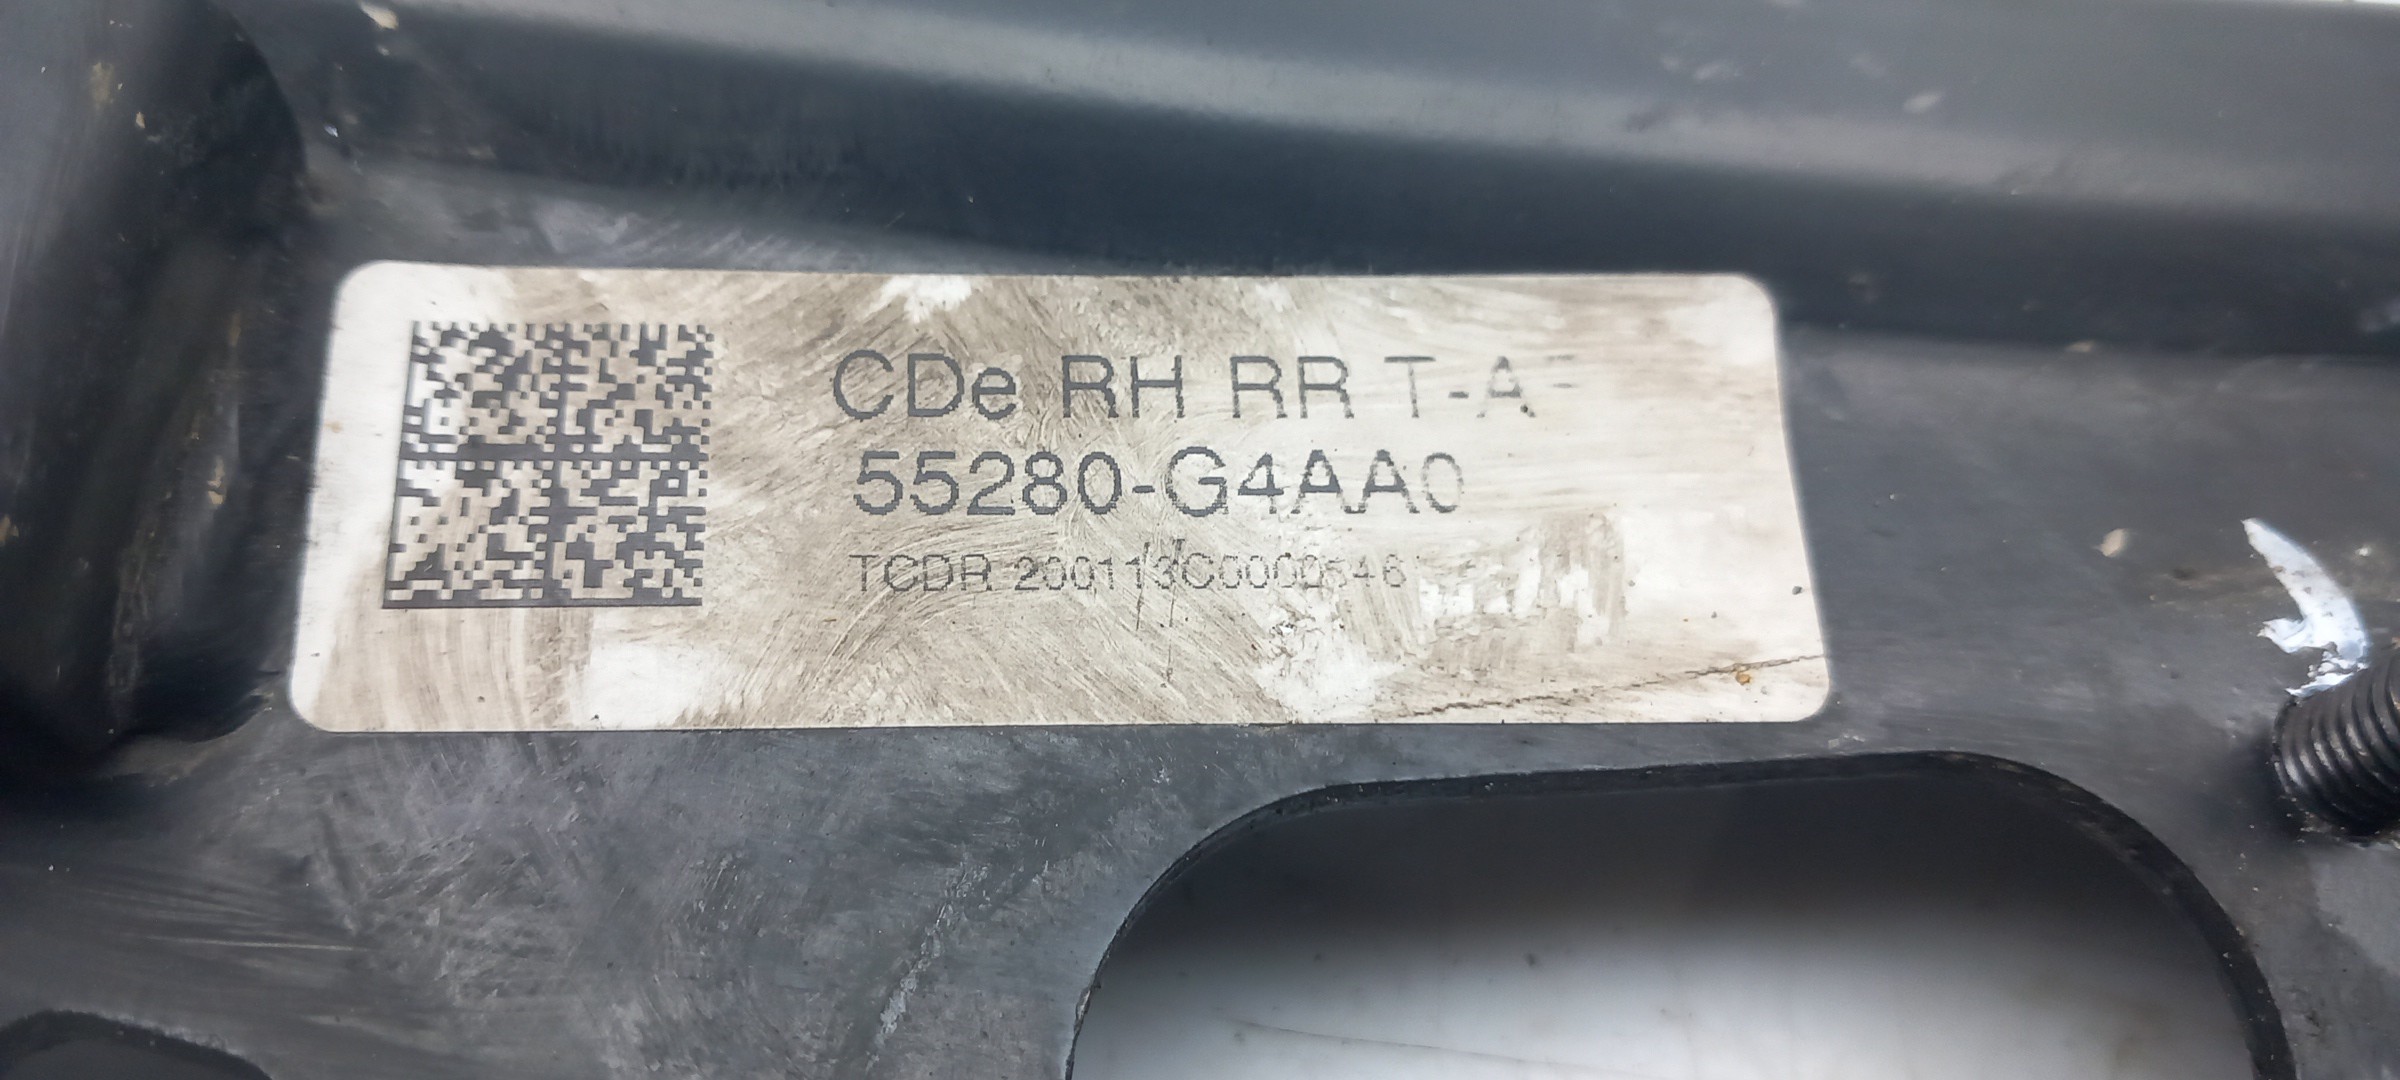 CDe RH RR T-A
55280-G4AA0
TCDR 200113C0000546